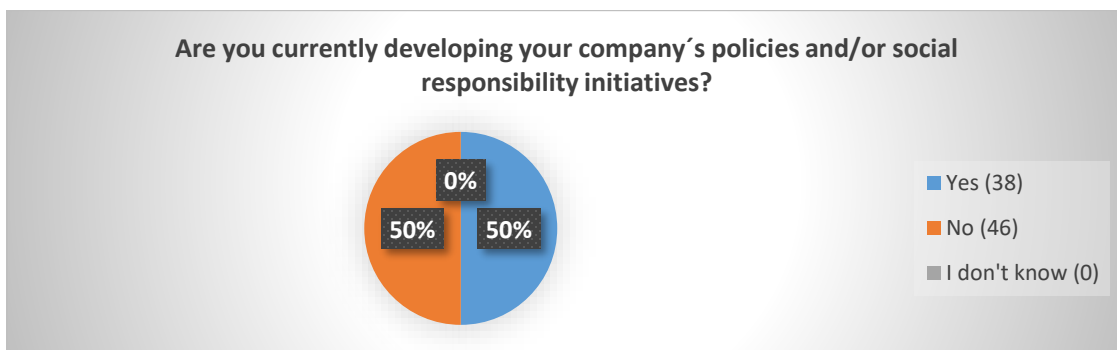 Are you currently developing your company´s policies and/or social
responsibility initiatives?
0%
50%
50%
Yes (38)
No (46)
I don't know (0)